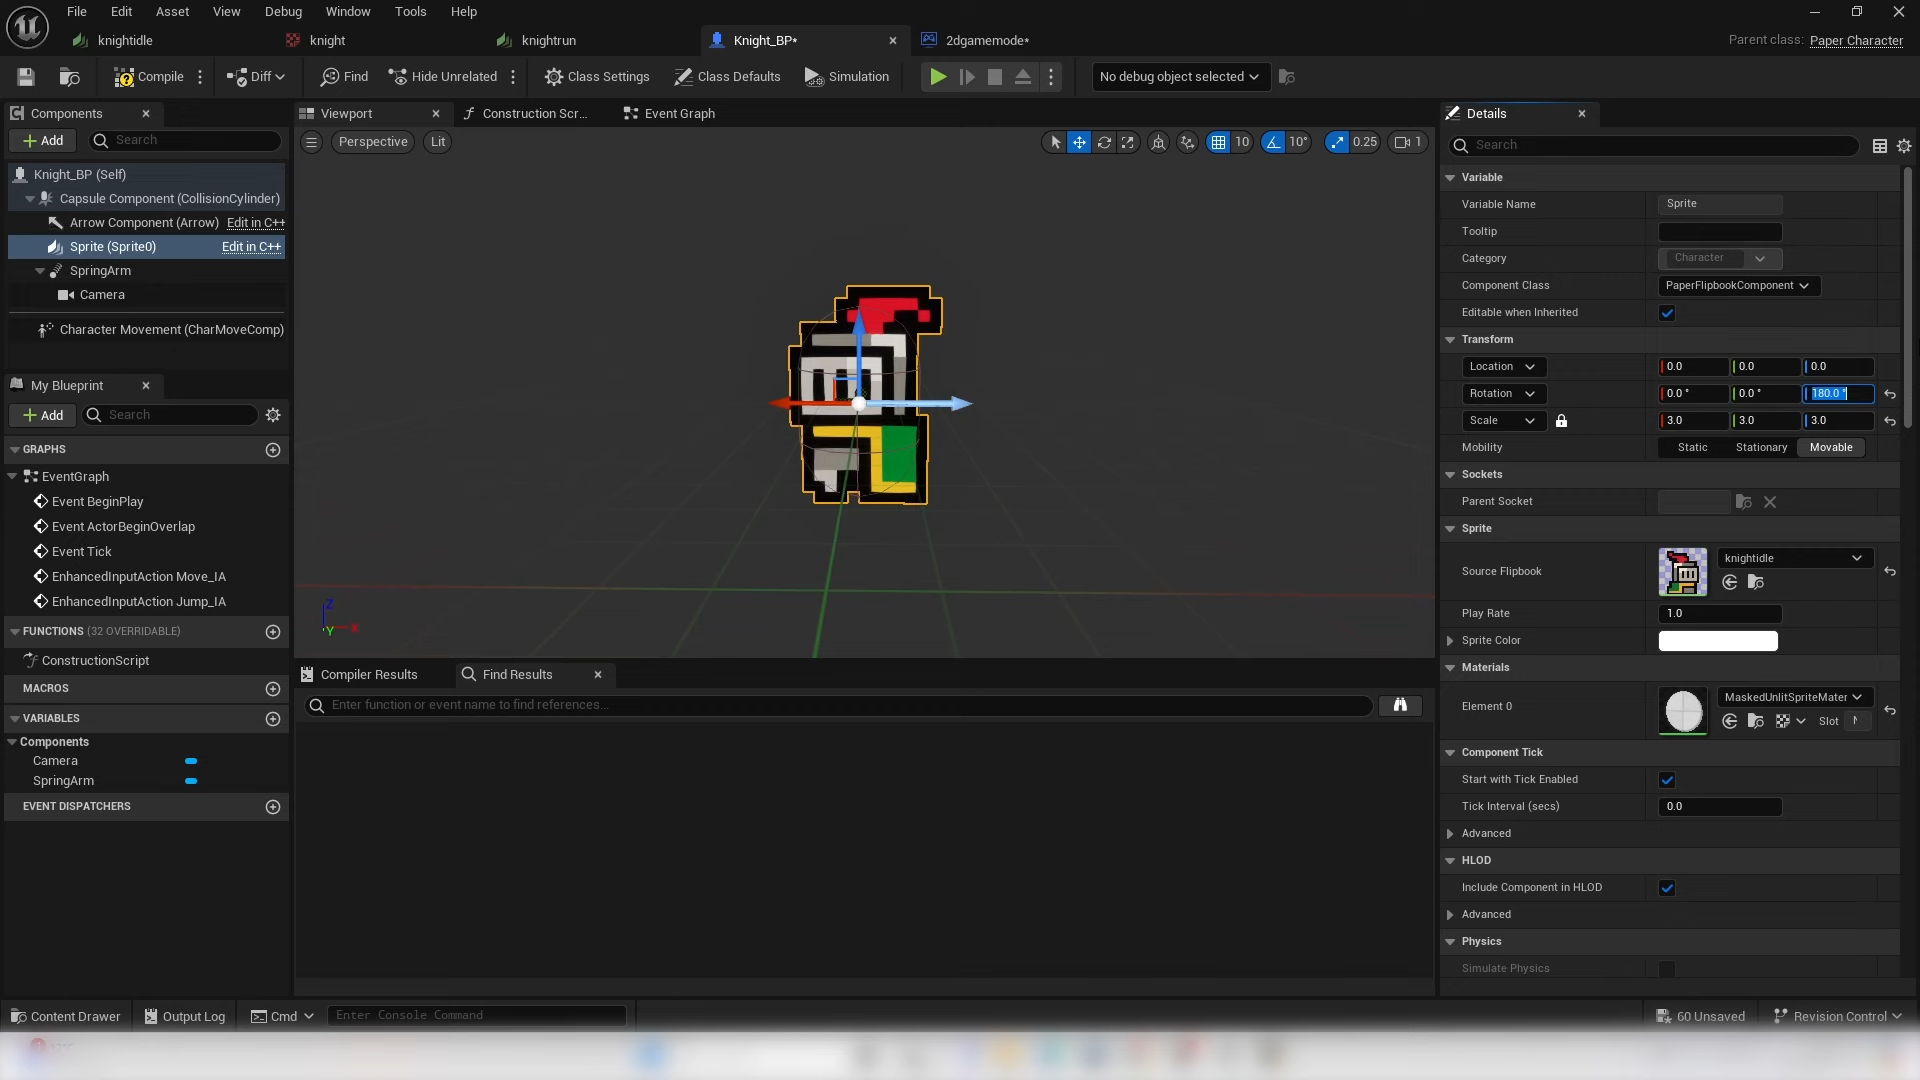 File Edit Asset View Debug Window Tools Help
knightidle knight knightrun Knight_BP* 2dgamemode* Parent class: Paper Character
Compile Diff Find Hide Unrelated Class Settings Class Defaults Simulation No debug object selected
Components
Add Search
Knight_BP (Self)
Capsule Component (CollisionCylinder)
Arrow Component (Arrow) Edit in C++
Sprite (Sprite0) Edit in C++
SpringArm
Camera
Character Movement (CharMoveComp)
My Blueprint
Add Search
GRAPHS
EventGraph
Event BeginPlay
Event ActorBeginOverlap
Event Tick
EnhancedInputAction Move_IA
EnhancedInputAction Jump_IA
FUNCTIONS (32 OVERRIDABLE)
ConstructionScript
MACROS
VARIABLES
Components
Camera
SpringArm
EVENT DISPATCHERS
Viewport Construction Scr... Event Graph
Perspective Lit 10 10° 0.25 1
Z
Y X
Compiler Results Find Results
Enter function or event name to find references...
Details
Search
Variable
Variable Name Sprite
Tooltip
Category Character
Component Class PaperFlipbookComponent
Editable when Inherited
Transform
Location 0.0 0.0 0.0
Rotation 0.0 ° 0.0 ° 180.0 °
Scale 3.0 3.0 3.0
Mobility Static Stationary Movable
Sockets
Parent Socket
Sprite
Source Flipbook knightidle
Play Rate 1.0
Sprite Color
Materials
Element 0 MaskedUnlitSpriteMater
Slot
Component Tick
Start with Tick Enabled
Tick Interval (secs) 0.0
Advanced
HLOD
Include Component in HLOD
Advanced
Physics
Simulate Physics
Content Drawer Output Log Cmd Enter Console Command 60 Unsaved Revision Control